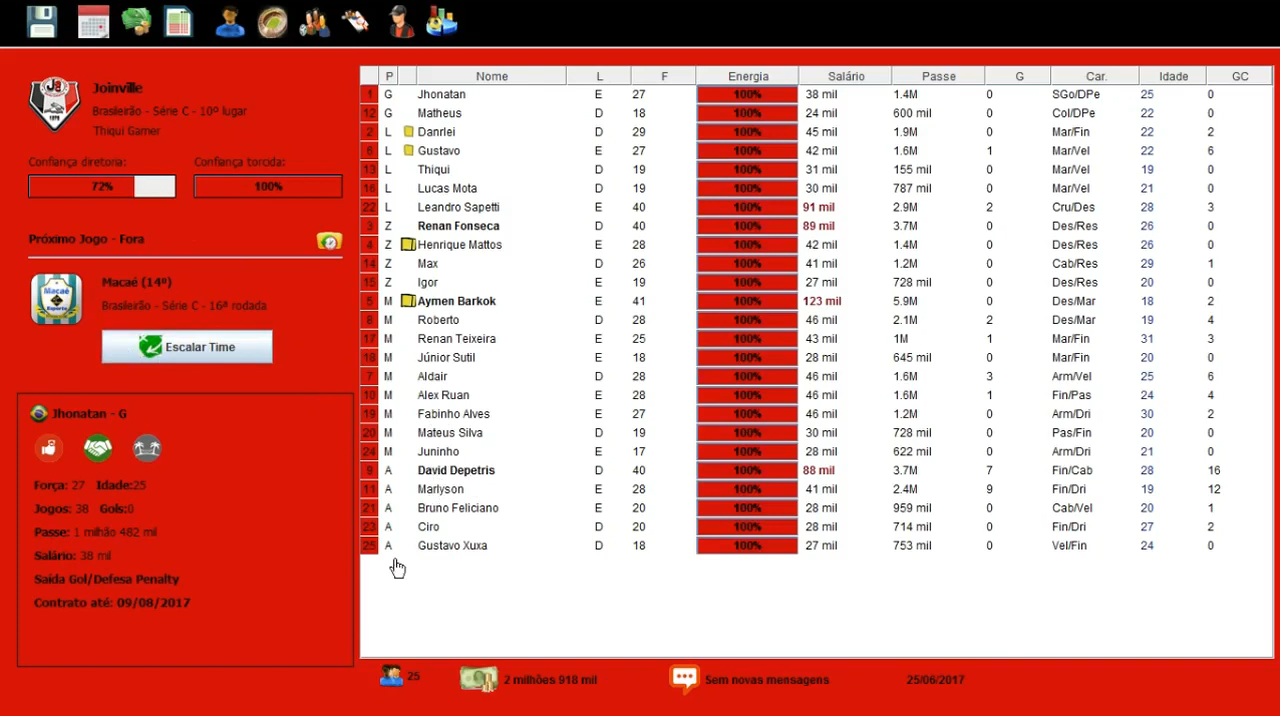 Joinville
Brasileirão - Série C - 10º lugar
Thiqui Gamer
Confiança diretoria: Confiança torcida:
72% 100%
Próximo Jogo - Fora
Macaé (14º)
Brasileirão - Série C - 16ª rodada
Escalar Time
Jhonatan - G
Força: 27 Idade:25
Jogos: 38 Gols:0
Passe: 1 milhão 482 mil
Salário: 38 mil
Saída Gol/Defesa Penalty
Contrato até: 09/08/2017
P Nome L F Energia Salário Passe G Car. Idade GC
1 G Jhonatan E 27 100% 38 mil 1.4M 0 SGo/DPe 25 0
12 G Matheus D 18 100% 24 mil 600 mil 0 Col/DPe 22 0
2 L Danrlei D 29 100% 45 mil 1.9M 0 Mar/Fin 22 2
6 L Gustavo E 27 100% 42 mil 1.6M 1 Mar/Vel 22 6
13 L Thiqui D 19 100% 31 mil 155 mil 0 Mar/Vel 19 0
16 L Lucas Mota D 19 100% 30 mil 787 mil 0 Mar/Vel 21 0
22 L Leandro Sapetti E 40 100% 91 mil 2.9M 2 Cru/Des 28 3
3 Z Renan Fonseca D 40 100% 89 mil 3.7M 0 Des/Res 26 0
4 Z Henrique Mattos E 28 100% 42 mil 1.4M 0 Des/Res 26 0
14 Z Max D 26 100% 41 mil 1.2M 0 Cab/Res 29 1
15 Z Igor E 19 100% 27 mil 728 mil 0 Des/Res 20 0
5 M Aymen Barkok E 41 100% 123 mil 5.9M 0 Des/Mar 18 2
8 M Roberto D 28 100% 46 mil 2.1M 2 Des/Mar 19 4
17 M Renan Teixeira E 25 100% 43 mil 1M 1 Mar/Fin 31 3
18 M Júnior Sutil E 18 100% 28 mil 645 mil 0 Mar/Fin 20 0
7 M Aldair D 28 100% 46 mil 1.6M 3 Arm/Vel 25 6
10 M Alex Ruan E 28 100% 46 mil 1.6M 1 Fin/Pas 24 4
19 M Fabinho Alves E 27 100% 46 mil 1.2M 0 Arm/Dri 30 2
20 M Mateus Silva D 19 100% 30 mil 728 mil 0 Pas/Fin 20 0
24 M Juninho E 17 100% 28 mil 622 mil 0 Arm/Dri 21 0
9 A David Depetris D 40 100% 88 mil 3.7M 7 Fin/Cab 28 16
11 A Marlyson E 28 100% 41 mil 2.4M 9 Fin/Dri 19 12
21 A Bruno Feliciano E 20 100% 28 mil 959 mil 0 Cab/Vel 20 1
23 A Ciro D 20 100% 28 mil 714 mil 0 Fin/Dri 27 2
25 A Gustavo Xuxa D 18 100% 27 mil 753 mil 0 Vel/Fin 24 0
25 2 milhões 918 mil Sem novas mensagens 25/06/2017